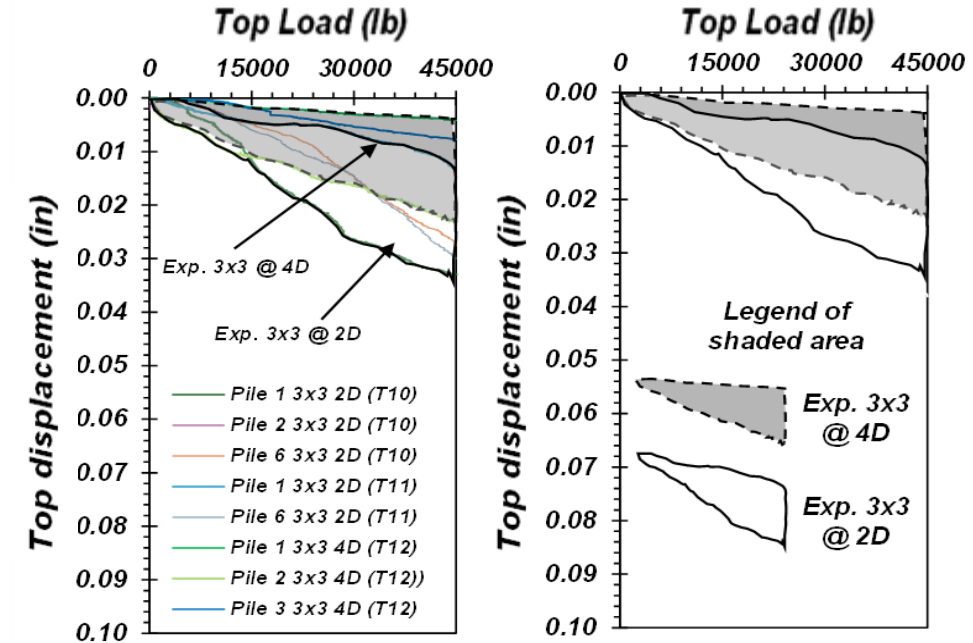 Top Load (lb)
0 15000 30000 45000
0.00
0.01
0.02
0.03
0.04
0.05
0.06
0.07
0.08
0.09
0.10
Top displacement (in)
Exp. 3x3 @ 4D
Exp. 3x3 @ 2D
Pile 1 3x3 2D (T10)
Pile 2 3x3 2D (T10)
Pile 6 3x3 2D (T10)
Pile 1 3x3 2D (T11)
Pile 6 3x3 2D (T11)
Pile 1 3x3 4D (T12)
Pile 2 3x3 4D (T12))
Pile 3 3x3 4D (T12)
Top Load (lb)
0 15000 30000 45000
0.00
0.01
0.02
0.03
0.04
0.05
0.06
0.07
0.08
0.09
0.10
Top displacement (in)
Legend of
shaded area
Exp. 3x3
@ 4D
Exp. 3x3
@ 2D